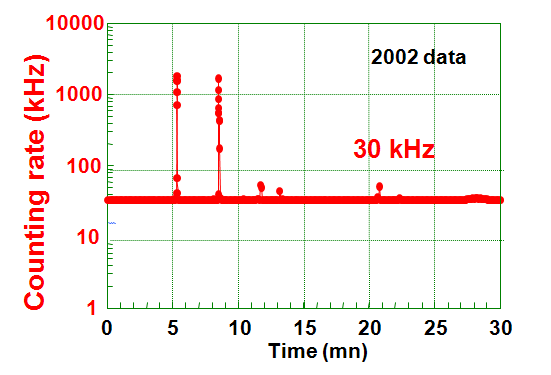 10000
2002 data
1000
30 kHz
100
10
1
0 5 10 15 20 25 30
Time (mn)
Counting rate (kHz)